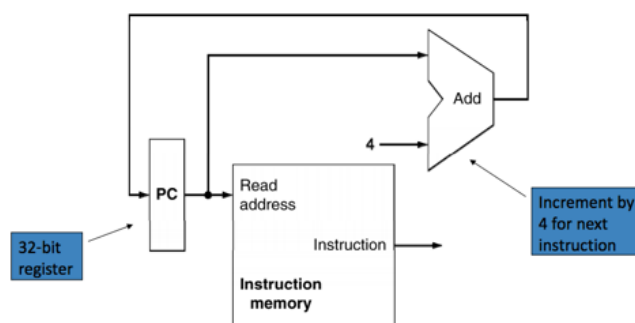 Add
4
PC
Read
address
Instruction
Instruction
memory
32-bit
register
Increment by
4 for next
instruction